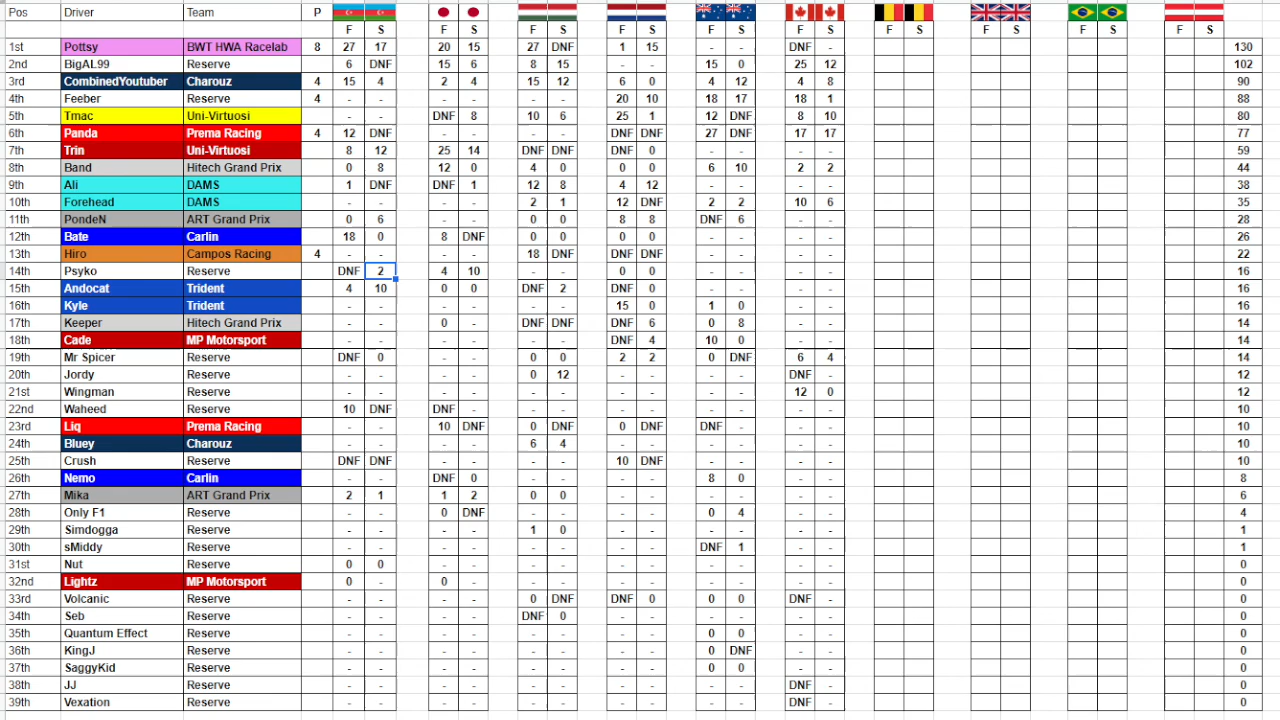 Pos Driver Team P
F S F S F S F S F S F S F S F S F S F S
1st Pottsy BWT HWA Racelab 8 27 17 20 15 27 DNF 1 15 - - DNF - 130
2nd BigAL99 Reserve 6 DNF 15 6 8 15 - - 15 0 25 12 102
3rd CombinedYoutuber Charouz 4 15 4 2 4 15 12 6 0 4 12 4 8 90
4th Feeber Reserve 4 - - - - - - 20 10 18 17 18 1 88
5th Tmac Uni-Virtuosi - - DNF 8 10 6 25 1 12 DNF 8 10 80
6th Panda Prema Racing 4 12 DNF - - - - DNF DNF 27 DNF 17 17 77
7th Trin Uni-Virtuosi 8 12 25 14 DNF DNF DNF 0 - - - - 59
8th Band Hitech Grand Prix 0 8 12 0 4 0 0 0 6 10 2 2 44
9th Ali DAMS 1 DNF DNF 1 12 8 4 12 - - - - 38
10th Forehead DAMS - - - - 2 1 12 DNF 2 2 10 6 35
11th PondeN ART Grand Prix 0 6 - - 0 0 8 8 DNF 6 - - 28
12th Bate Carlin 18 0 8 DNF 0 0 0 0 - - - - 26
13th Hiro Campos Racing 4 - - - - 18 DNF DNF DNF - - - - 22
14th Psyko Reserve DNF 2 4 10 - - 0 0 - - - - 16
15th Andocat Trident 4 10 0 0 DNF 2 DNF 0 - - - - 16
16th Kyle Trident - - - - - - 15 0 1 0 - - 16
17th Keeper Hitech Grand Prix - - 0 - DNF DNF DNF 6 0 8 - - 14
18th Cade MP Motorsport - - - - - - DNF 4 10 0 - - 14
19th Mr Spicer Reserve DNF 0 - - 0 0 2 2 0 DNF 6 4 14
20th Jordy Reserve - - - - 0 12 - - - - DNF - 12
21st Wingman Reserve - - - - - - - - - - 12 0 12
22nd Waheed Reserve 10 DNF DNF - - - - - - - - - 10
23rd Liq Prema Racing - - 10 DNF 0 DNF 0 DNF DNF - - - 10
24th Bluey Charouz - - - - 6 4 - - - - - - 10
25th Crush Reserve DNF DNF - - - - 10 DNF - - - - 10
26th Nemo Carlin - - DNF 0 - - - - 8 0 - - 8
27th Mika ART Grand Prix 2 1 1 2 0 0 - - - - - - 6
28th Only F1 Reserve - - 0 DNF - - - - 0 4 - - 4
29th Simdogga Reserve - - - - 1 0 - - - - - - 1
30th sMiddy Reserve - - - - - - - - DNF 1 - - 1
31st Nut Reserve 0 0 - - - - - - - - - - 0
32nd Lightz MP Motorsport 0 - 0 - - - - - - - - - 0
33rd Volcanic Reserve - - - - 0 DNF DNF 0 0 0 DNF - 0
34th Seb Reserve - - - - DNF 0 - - - - - - 0
35th Quantum Effect Reserve - - - - - - - - 0 0 - - 0
36th KingJ Reserve - - - - - - - - 0 DNF - - 0
37th SaggyKid Reserve - - - - - - - - 0 0 - - 0
38th JJ Reserve - - - - - - - - - - DNF - 0
39th Vexation Reserve - - - - - - - - - - DNF - 0